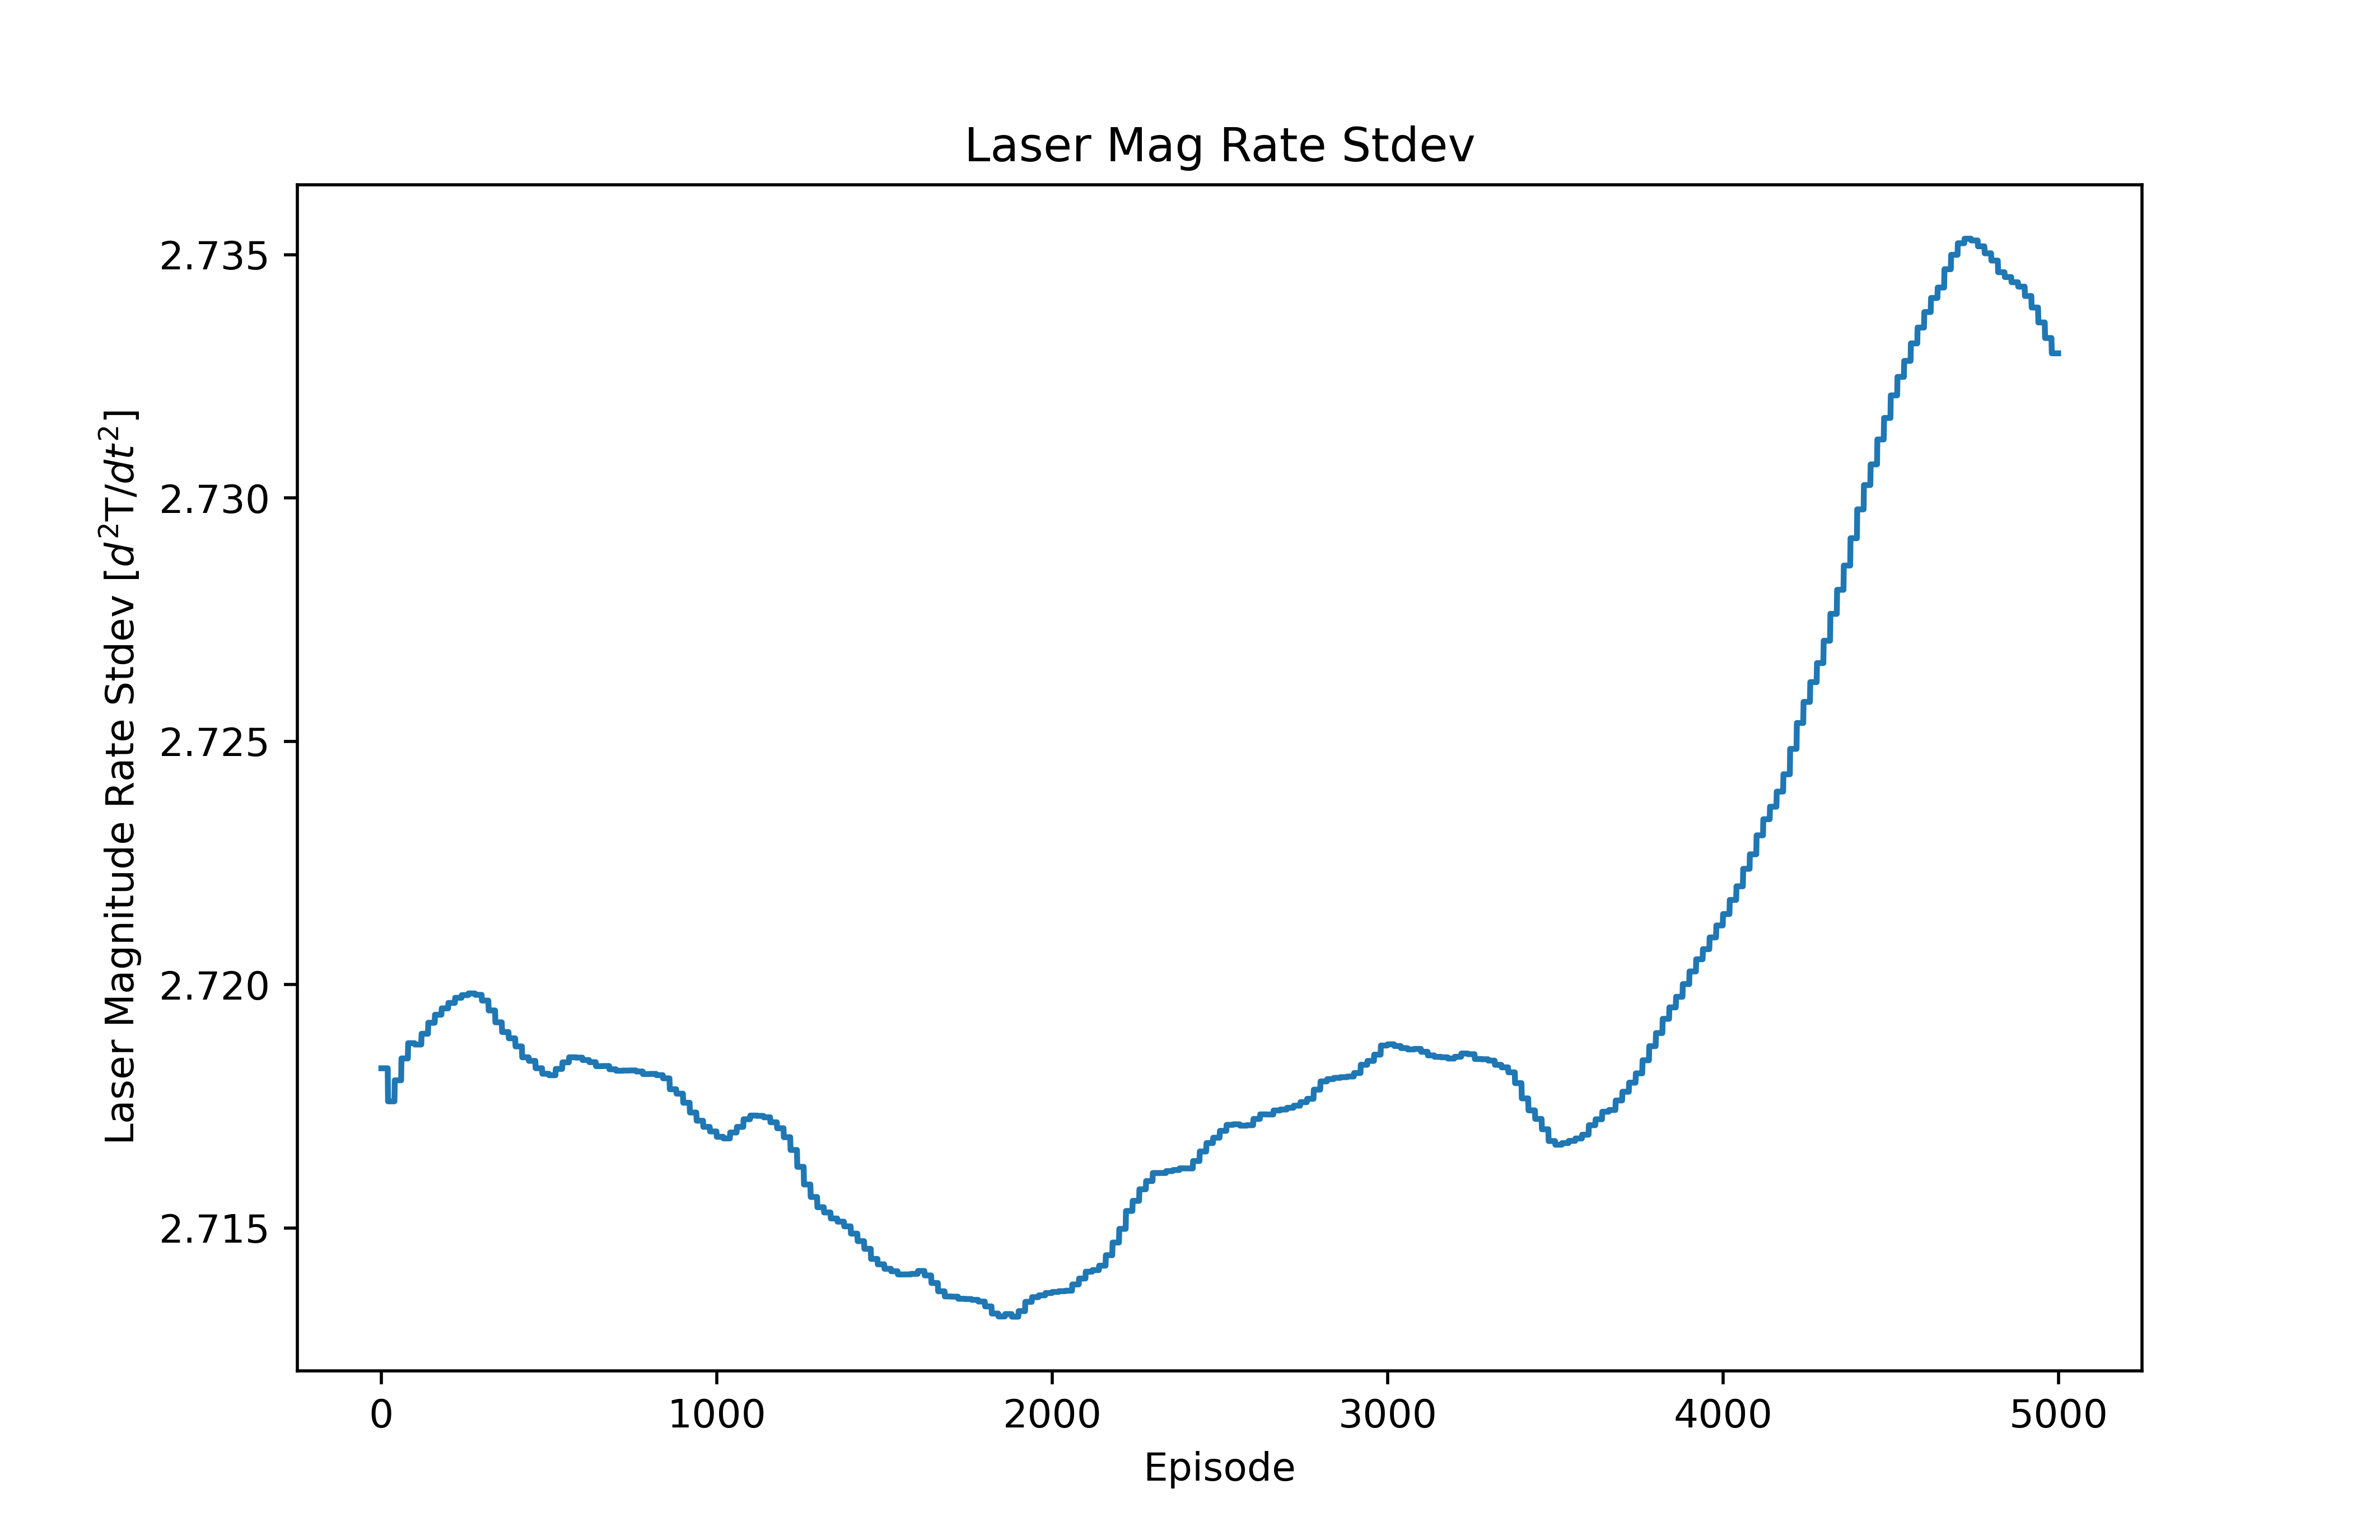 Laser Mag Rate Stdev
Laser Magnitude Rate Stdev [d²T/dt²]
2.735
2.730
2.725
2.720
2.715
0 1000 2000 3000 4000 5000
Episode